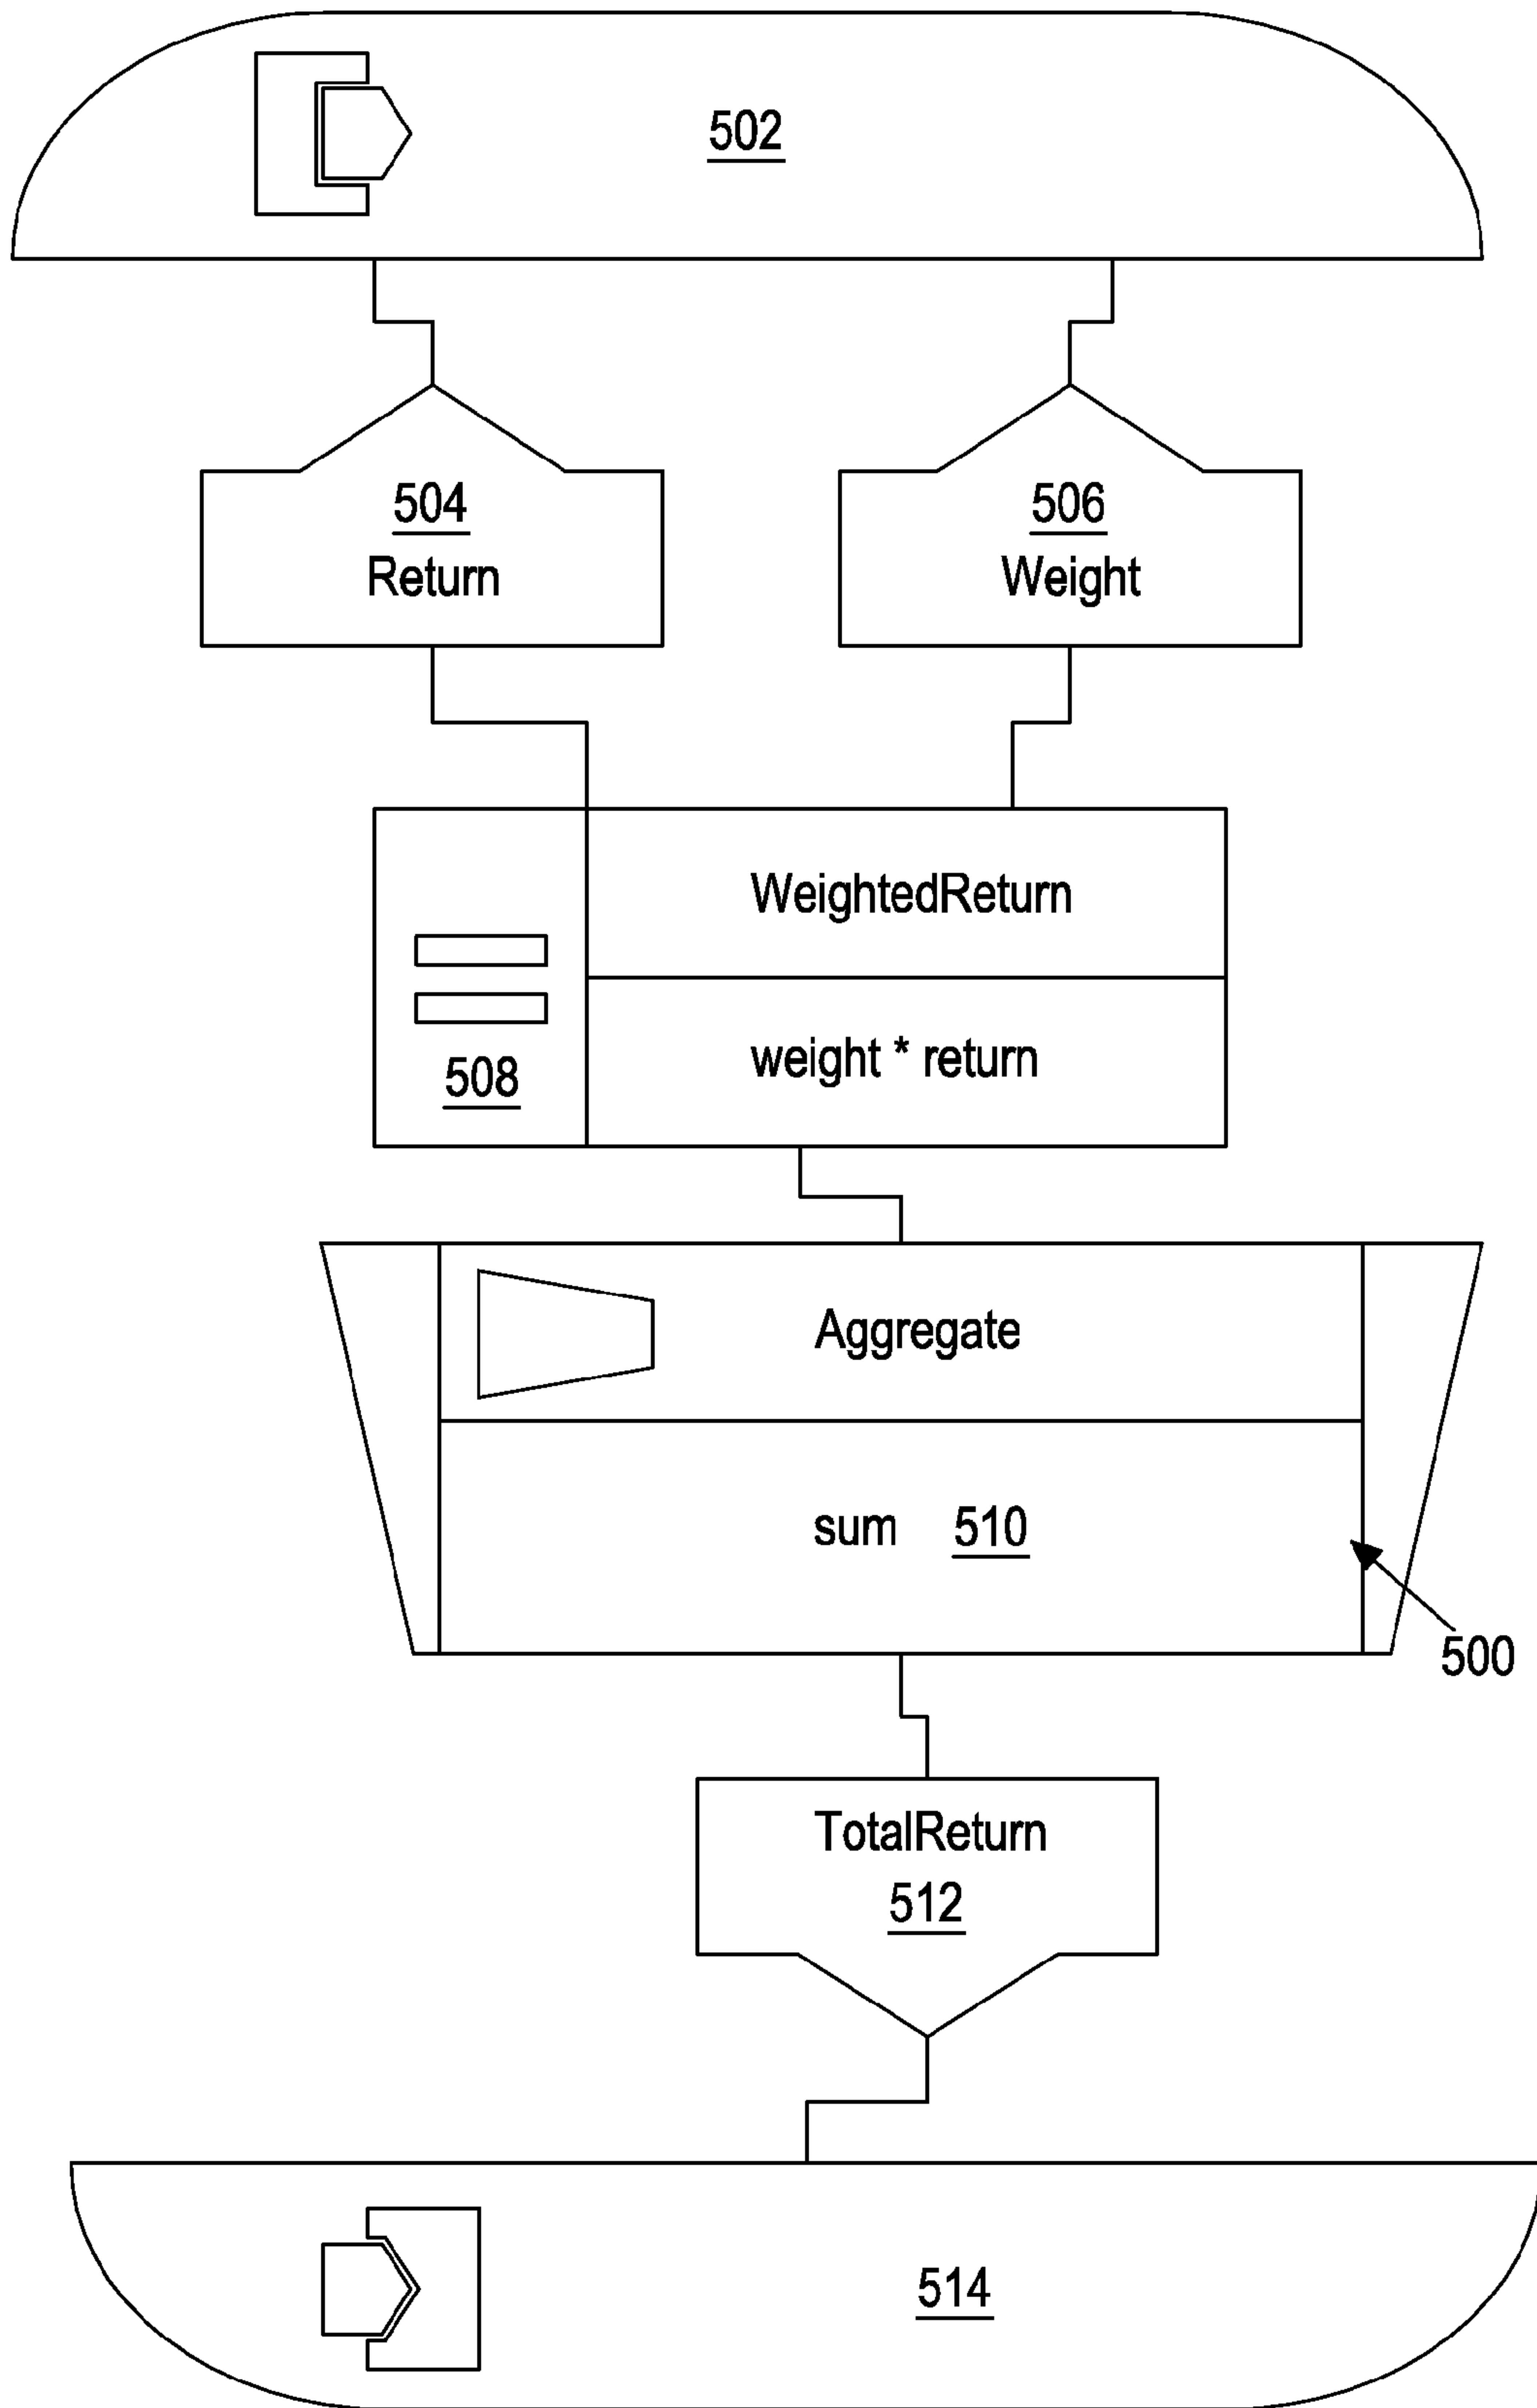 502
504
Return
506
Weight
WeightedReturn
weight * return
508
Aggregate
sum 510
500
TotalReturn
512
514